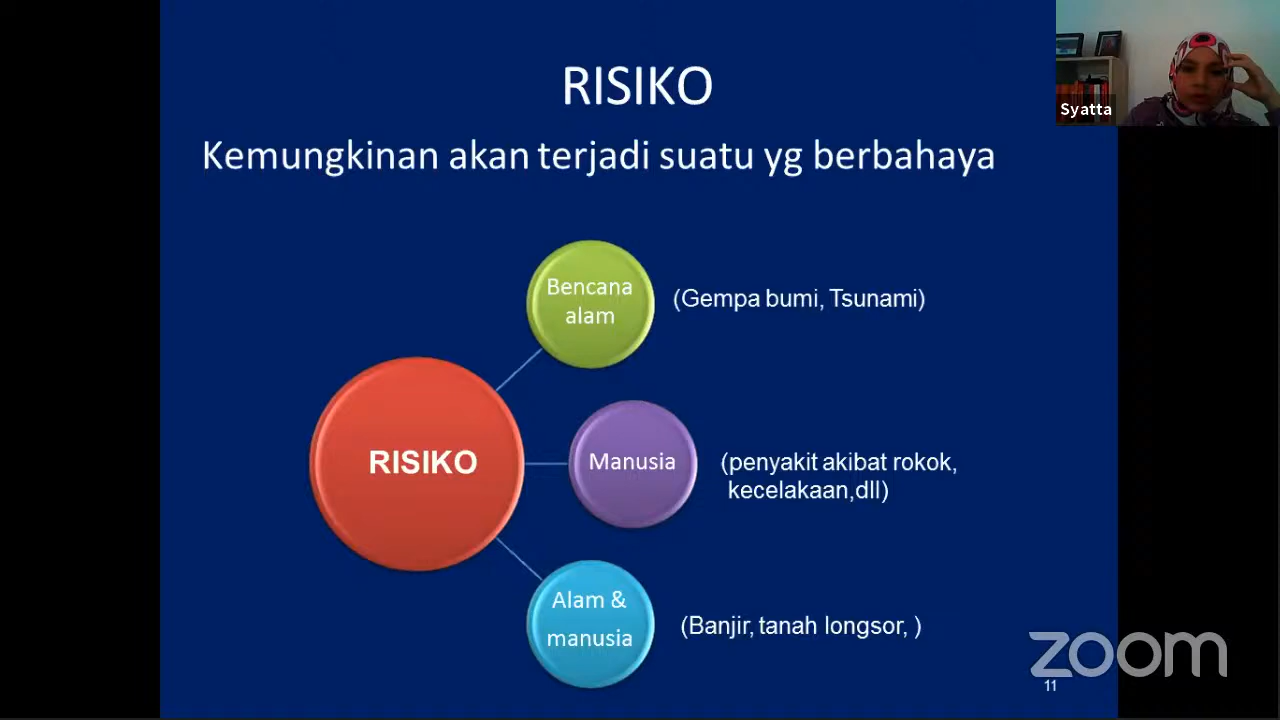 RISIKO
Syatta
Kemungkinan akan terjadi suatu yg berbahaya
Bencana
alam
(Gempa bumi, Tsunami)
RISIKO
Manusia
(penyakit akibat rokok,
kecelakaan,dll)
Alam &
manusia
(Banjir, tanah longsor, )
zoom
11